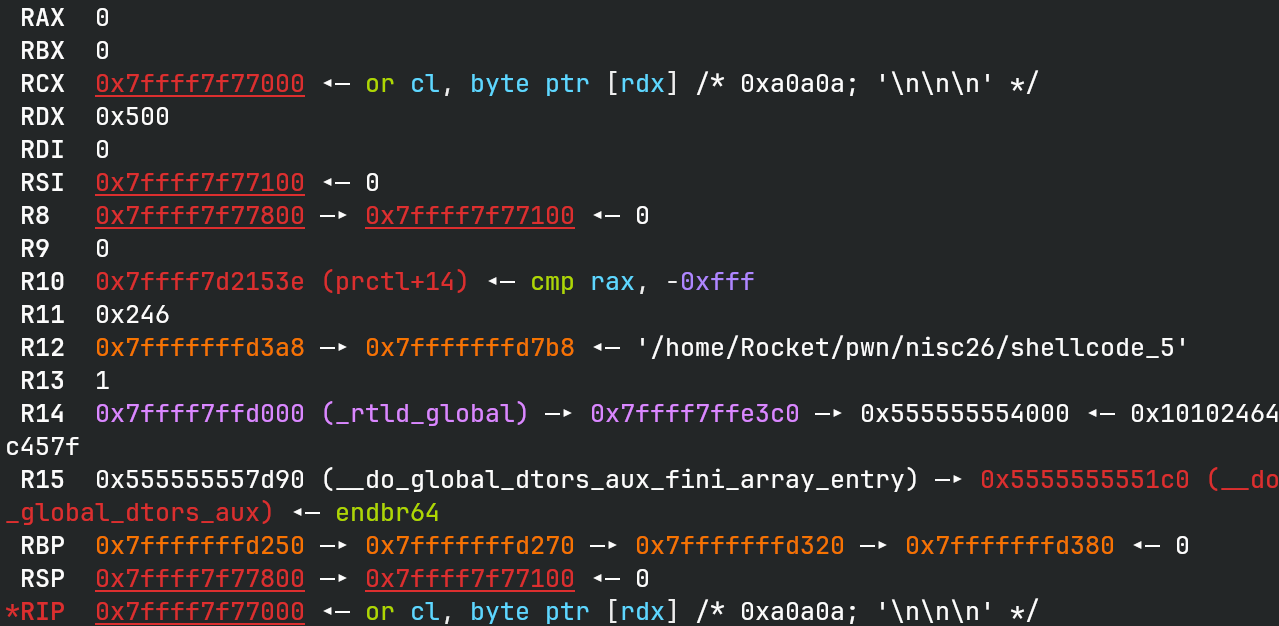 RAX  0
RBX  0
RCX  0x7ffff7f77000 ◂— or cl, byte ptr [rdx] /* 0xa0a0a; '\n\n\n' */
RDX  0x500
RDI  0
RSI  0x7ffff7f77100 ◂— 0
R8   0x7ffff7f77800 —▸ 0x7ffff7f77100 ◂— 0
R9   0
R10  0x7ffff7d2153e (prctl+14) ◂— cmp rax, -0xfff
R11  0x246
R12  0x7fffffffd3a8 —▸ 0x7fffffffd7b8 ◂— '/home/Rocket/pwn/nisc26/shellcode_5'
R13  1
R14  0x7ffff7ffd000 (_rtld_global) —▸ 0x7ffff7ffe3c0 —▸ 0x555555554000 ◂— 0x10102464
c457f
R15  0x555555557d90 (__do_global_dtors_aux_fini_array_entry) —▸ 0x5555555551c0 (__do
_global_dtors_aux) ◂— endbr64
RBP  0x7fffffffd250 —▸ 0x7fffffffd270 —▸ 0x7fffffffd320 —▸ 0x7fffffffd380 ◂— 0
RSP  0x7ffff7f77800 —▸ 0x7ffff7f77100 ◂— 0
*RIP  0x7ffff7f77000 ◂— or cl, byte ptr [rdx] /* 0xa0a0a; '\n\n\n' */